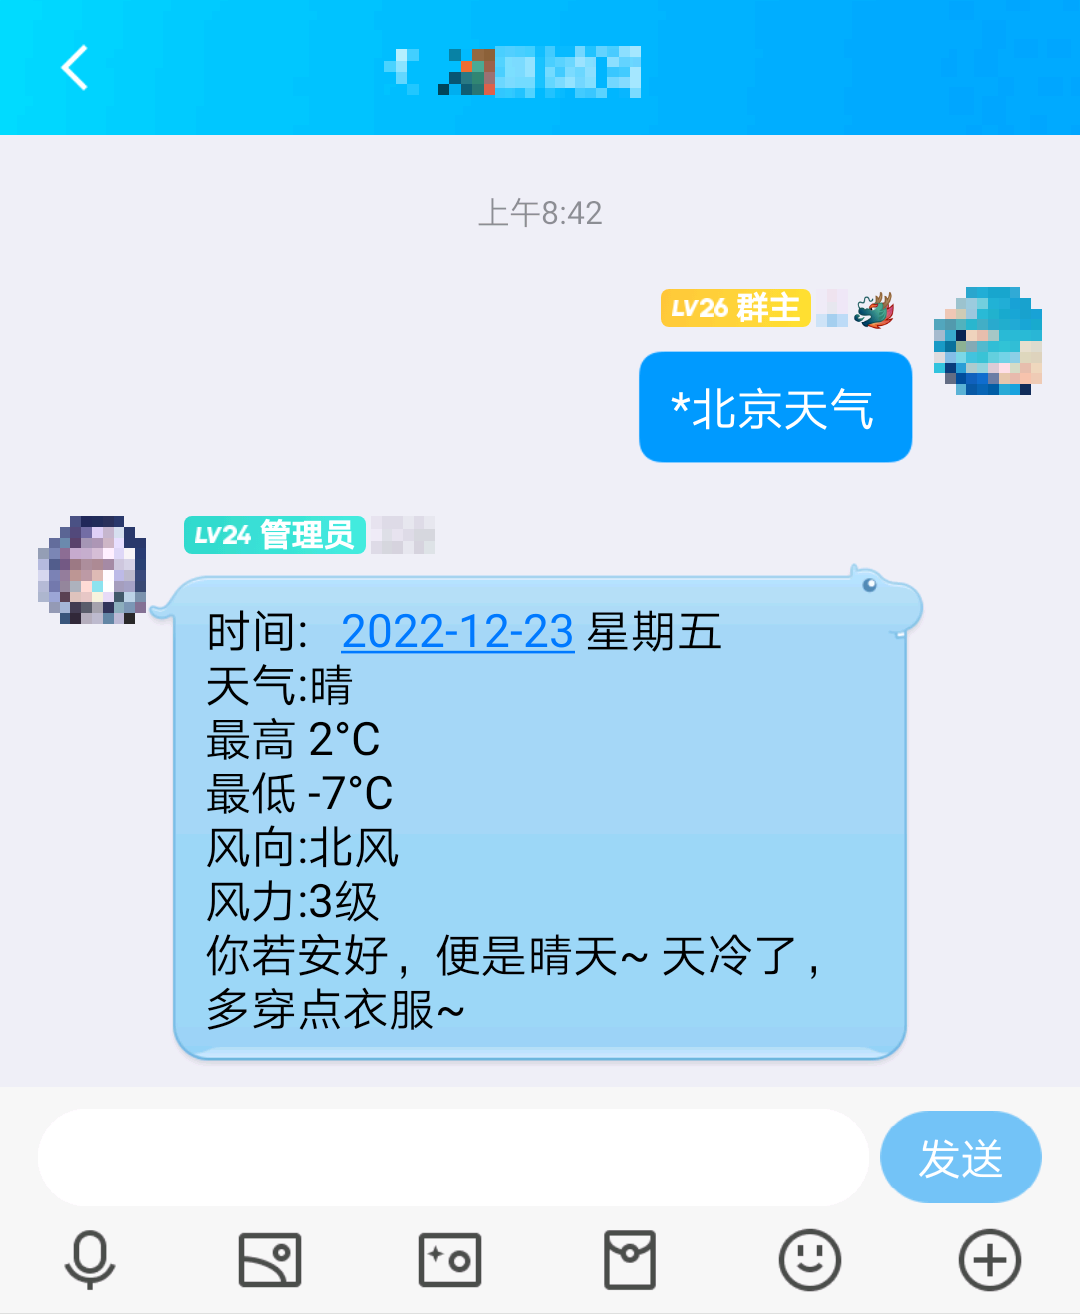 上午8:42
LV26 群主
*北京天气
LV24 管理员
时间：2022-12-23 星期五
天气:晴
最高 2°C
最低 -7°C
风向:北风
风力:3级
你若安好，便是晴天~ 天冷了，
多穿点衣服~
发送